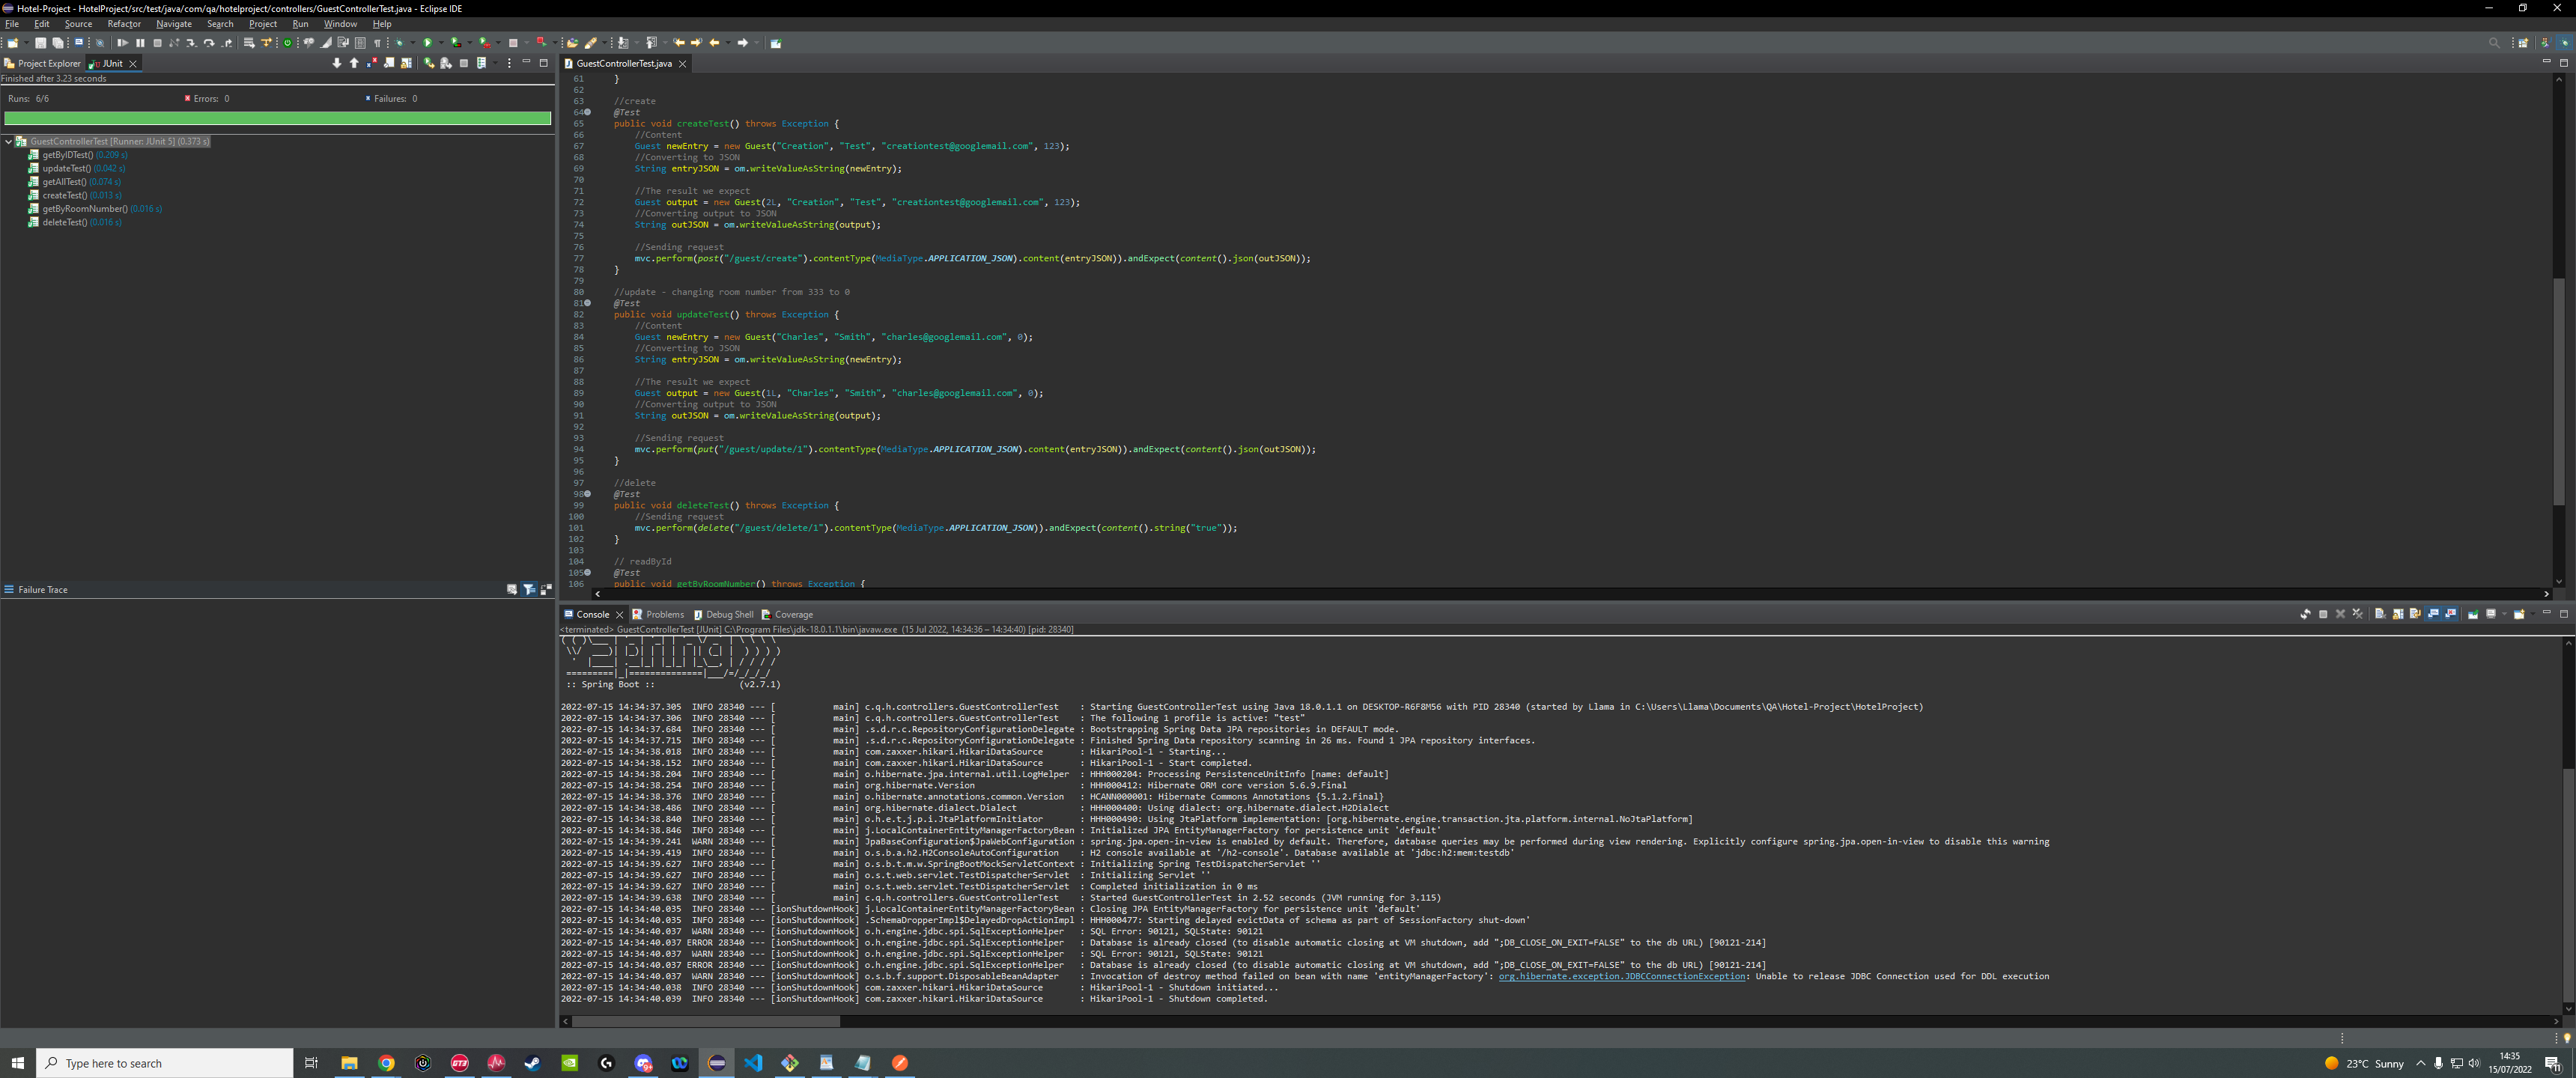 Hotel-Project - HotelProject/src/test/java/com/qa/hotelproject/controllers/GuestControllerTest.java - Eclipse IDE
File Edit Source Refactor Navigate Search Project Run Window Help
Project Explorer JUnit
Finished after 3.23 seconds
Runs: 6/6 Errors: 0 Failures: 0
GuestControllerTest [Runner: JUnit 5] (0.373 s)
getByIDTest() (0.209 s)
updateTest() (0.042 s)
getAllTest() (0.074 s)
createTest() (0.013 s)
getByRoomNumber() (0.016 s)
deleteTest() (0.016 s)
Failure Trace
GuestControllerTest.java
61 }
62
63 //create
64 @Test
65 public void createTest() throws Exception {
66 //Content
67 Guest newEntry = new Guest("Creation", "Test", "creationtest@googlemail.com", 123);
68 //Converting to JSON
69 String entryJSON = om.writeValueAsString(newEntry);
70
71 //The result we expect
72 Guest output = new Guest(2L, "Creation", "Test", "creationtest@googlemail.com", 123);
73 //Converting output to JSON
74 String outJSON = om.writeValueAsString(output);
75
76 //Sending request
77 mvc.perform(post("/guest/create").contentType(MediaType.APPLICATION_JSON).content(entryJSON)).andExpect(content().json(outJSON));
78 }
79
80 //update - changing room number from 333 to 0
81 @Test
82 public void updateTest() throws Exception {
83 //Content
84 Guest newEntry = new Guest("Charles", "Smith", "charles@googlemail.com", 0);
85 //Converting to JSON
86 String entryJSON = om.writeValueAsString(newEntry);
87
88 //The result we expect
89 Guest output = new Guest(1L, "Charles", "Smith", "charles@googlemail.com", 0);
90 //Converting output to JSON
91 String outJSON = om.writeValueAsString(output);
92
93 //Sending request
94 mvc.perform(put("/guest/update/1").contentType(MediaType.APPLICATION_JSON).content(entryJSON)).andExpect(content().json(outJSON));
95 }
96
97 //delete
98 @Test
99 public void deleteTest() throws Exception {
100 //Sending request
101 mvc.perform(delete("/guest/delete/1").contentType(MediaType.APPLICATION_JSON)).andExpect(content().string("true"));
102 }
103
104 // readById
105 @Test
106 public void getByRoomNumber() throws Exception {
Console Problems Debug Shell Coverage
<terminated> GuestControllerTest [JUnit] C:\Program Files\jdk-18.0.1.1\bin\javaw.exe (15 Jul 2022, 14:34:36 – 14:34:40) [pid: 28340]
:: Spring Boot :: (v2.7.1)
2022-07-15 14:34:37.305 INFO 28340 --- [ main] c.q.h.controllers.GuestControllerTest : Starting GuestControllerTest using Java 18.0.1.1 on DESKTOP-R6F8M56 with PID 28340 (started by Llama in C:\Users\Llama\Documents\QA\Hotel-Project\HotelProject)
2022-07-15 14:34:37.306 INFO 28340 --- [ main] c.q.h.controllers.GuestControllerTest : The following 1 profile is active: "test"
2022-07-15 14:34:37.684 INFO 28340 --- [ main] .s.d.r.c.RepositoryConfigurationDelegate : Bootstrapping Spring Data JPA repositories in DEFAULT mode.
2022-07-15 14:34:37.715 INFO 28340 --- [ main] .s.d.r.c.RepositoryConfigurationDelegate : Finished Spring Data repository scanning in 26 ms. Found 1 JPA repository interfaces.
2022-07-15 14:34:38.018 INFO 28340 --- [ main] com.zaxxer.hikari.HikariDataSource : HikariPool-1 - Starting...
2022-07-15 14:34:38.152 INFO 28340 --- [ main] com.zaxxer.hikari.HikariDataSource : HikariPool-1 - Start completed.
2022-07-15 14:34:38.204 INFO 28340 --- [ main] o.hibernate.jpa.internal.util.LogHelper : HHH000204: Processing PersistenceUnitInfo [name: default]
2022-07-15 14:34:38.254 INFO 28340 --- [ main] org.hibernate.Version : HHH000412: Hibernate ORM core version 5.6.9.Final
2022-07-15 14:34:38.376 INFO 28340 --- [ main] o.hibernate.annotations.common.Version : HCANN000001: Hibernate Commons Annotations {5.1.2.Final}
2022-07-15 14:34:38.486 INFO 28340 --- [ main] org.hibernate.dialect.Dialect : HHH000400: Using dialect: org.hibernate.dialect.H2Dialect
2022-07-15 14:34:38.840 INFO 28340 --- [ main] o.h.e.t.j.p.i.JtaPlatformInitiator : HHH000490: Using JtaPlatform implementation: [org.hibernate.engine.transaction.jta.platform.internal.NoJtaPlatform]
2022-07-15 14:34:38.846 INFO 28340 --- [ main] j.LocalContainerEntityManagerFactoryBean : Initialized JPA EntityManagerFactory for persistence unit 'default'
2022-07-15 14:34:39.241 WARN 28340 --- [ main] JpaBaseConfiguration$JpaWebConfiguration : spring.jpa.open-in-view is enabled by default. Therefore, database queries may be performed during view rendering. Explicitly configure spring.jpa.open-in-view to disable this warning
2022-07-15 14:34:39.419 INFO 28340 --- [ main] o.s.b.a.h2.H2ConsoleAutoConfiguration : H2 console available at '/h2-console'. Database available at 'jdbc:h2:mem:testdb'
2022-07-15 14:34:39.627 INFO 28340 --- [ main] o.s.b.t.m.w.SpringBootMockServletContext : Initializing Spring TestDispatcherServlet ''
2022-07-15 14:34:39.627 INFO 28340 --- [ main] o.s.t.web.servlet.TestDispatcherServlet : Initializing Servlet ''
2022-07-15 14:34:39.627 INFO 28340 --- [ main] o.s.t.web.servlet.TestDispatcherServlet : Completed initialization in 0 ms
2022-07-15 14:34:39.638 INFO 28340 --- [ main] c.q.h.controllers.GuestControllerTest : Started GuestControllerTest in 2.52 seconds (JVM running for 3.115)
2022-07-15 14:34:40.035 INFO 28340 --- [ionShutdownHook] j.LocalContainerEntityManagerFactoryBean : Closing JPA EntityManagerFactory for persistence unit 'default'
2022-07-15 14:34:40.035 INFO 28340 --- [ionShutdownHook] .SchemaDropperImpl$DelayedDropActionImpl : HHH000477: Starting delayed evictData of schema as part of SessionFactory shut-down'
2022-07-15 14:34:40.037 WARN 28340 --- [ionShutdownHook] o.h.engine.jdbc.spi.SqlExceptionHelper : SQL Error: 90121, SQLState: 90121
2022-07-15 14:34:40.037 ERROR 28340 --- [ionShutdownHook] o.h.engine.jdbc.spi.SqlExceptionHelper : Database is already closed (to disable automatic closing at VM shutdown, add ";DB_CLOSE_ON_EXIT=FALSE" to the db URL) [90121-214]
2022-07-15 14:34:40.037 WARN 28340 --- [ionShutdownHook] o.h.engine.jdbc.spi.SqlExceptionHelper : SQL Error: 90121, SQLState: 90121
2022-07-15 14:34:40.037 ERROR 28340 --- [ionShutdownHook] o.h.engine.jdbc.spi.SqlExceptionHelper : Database is already closed (to disable automatic closing at VM shutdown, add ";DB_CLOSE_ON_EXIT=FALSE" to the db URL) [90121-214]
2022-07-15 14:34:40.037 WARN 28340 --- [ionShutdownHook] o.s.b.f.support.DisposableBeanAdapter : Invocation of destroy method failed on bean with name 'entityManagerFactory': org.hibernate.exception.JDBCConnectionException: Unable to release JDBC Connection used for DDL execution
2022-07-15 14:34:40.038 INFO 28340 --- [ionShutdownHook] com.zaxxer.hikari.HikariDataSource : HikariPool-1 - Shutdown initiated...
2022-07-15 14:34:40.039 INFO 28340 --- [ionShutdownHook] com.zaxxer.hikari.HikariDataSource : HikariPool-1 - Shutdown completed.
Type here to search
23°C Sunny
14:35
15/07/2022